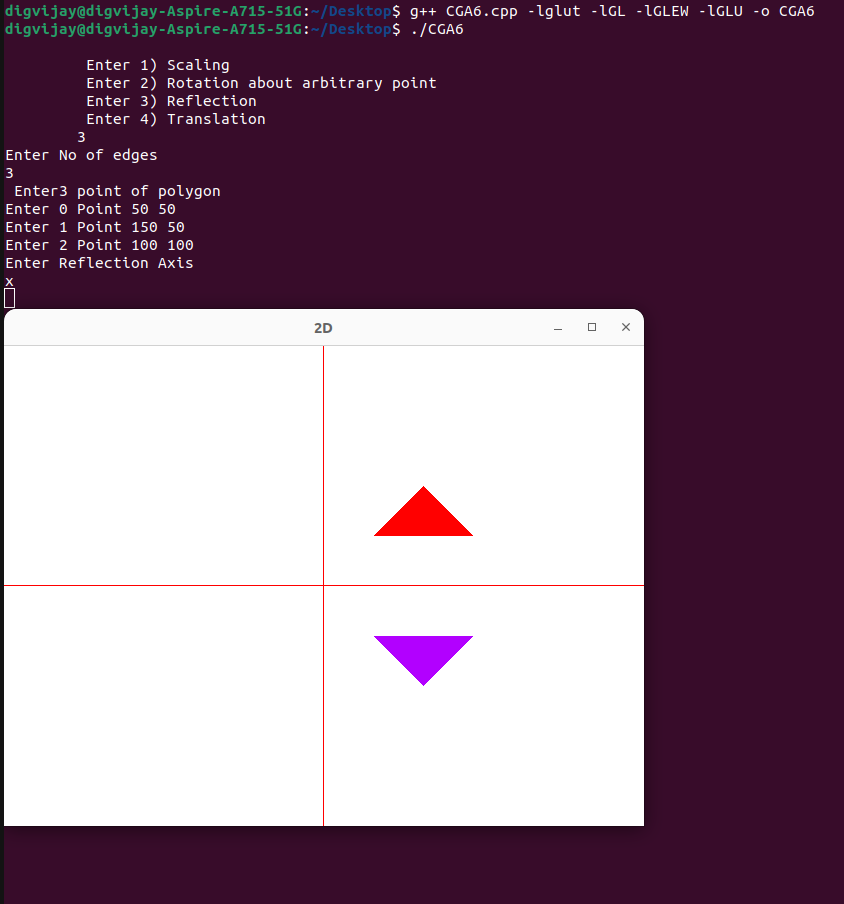 digvijay@digvijay-Aspire-A715-51G:~/Desktop$ g++ CGA6.cpp -lglut -lGL -lGLEW -lGLU -o CGA6
digvijay@digvijay-Aspire-A715-51G:~/Desktop$ ./CGA6
Enter 1) Scaling
Enter 2) Rotation about arbitrary point
Enter 3) Reflection
Enter 4) Translation
3
Enter No of edges
3
Enter3 point of polygon
Enter 0 Point 50 50
Enter 1 Point 150 50
Enter 2 Point 100 100
Enter Reflection Axis
x
2D